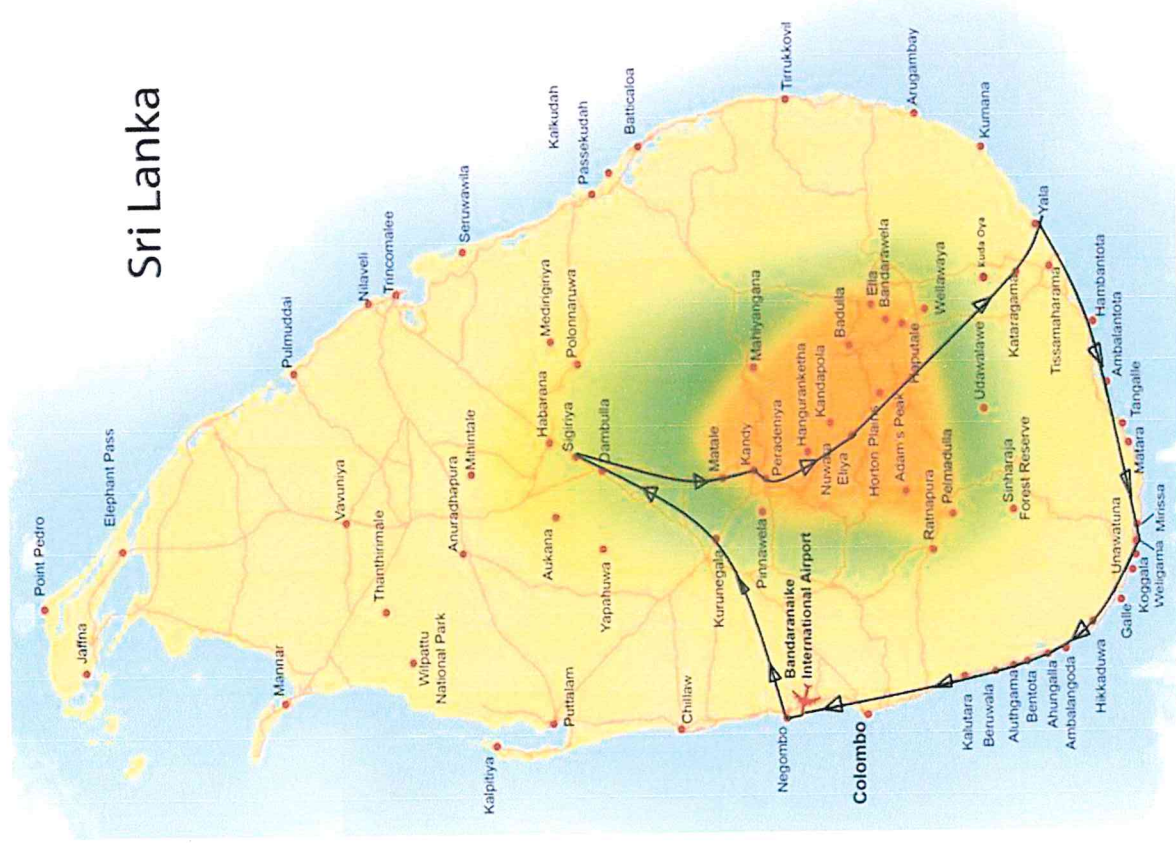 Sri Lanka
Point Pedro
Jaffna
Elephant Pass
Mannar
Pulmuddai
Vavuniya
Thanthirimale
Nilaveli
Trincomalee
Wilpattu
National Park
Anuradhapura
Mihintale
Seruwawila
Kalpitiya
Puttalam
Aukana
Habarana
Medirigiriya
Sigiriya
Polonnaruwa
Kalkudah
Passekudah
Yapahuwa
Dambulla
Batticaloa
Chillaw
Kurunegala
Matale
Mahiyangana
Tirrukkovil
Negombo
Bandaranaike
International Airport
Pinnawela
Kandy
Peradeniya
Hanguranketha
Kandapola
Nuwara
Eliya
Badulla
Ella
Bandarawela
Arugambay
Colombo
Horton Plains
Adam's Peak
Haputale
Wellawaya
Ratnapura
Pelmadulla
Udawalawe
Kuda Oya
Kumana
Kalutara
Beruwala
Aluthgama
Bentota
Ahungalla
Ambalangoda
Hikkaduwa
Sinharaja
Forest Reserve
Kataragama
Yala
Tissamaharama
Hambantota
Ambalantota
Tangalle
Matara
Galle
Unawatuna
Koggala
Weligama
Mirissa